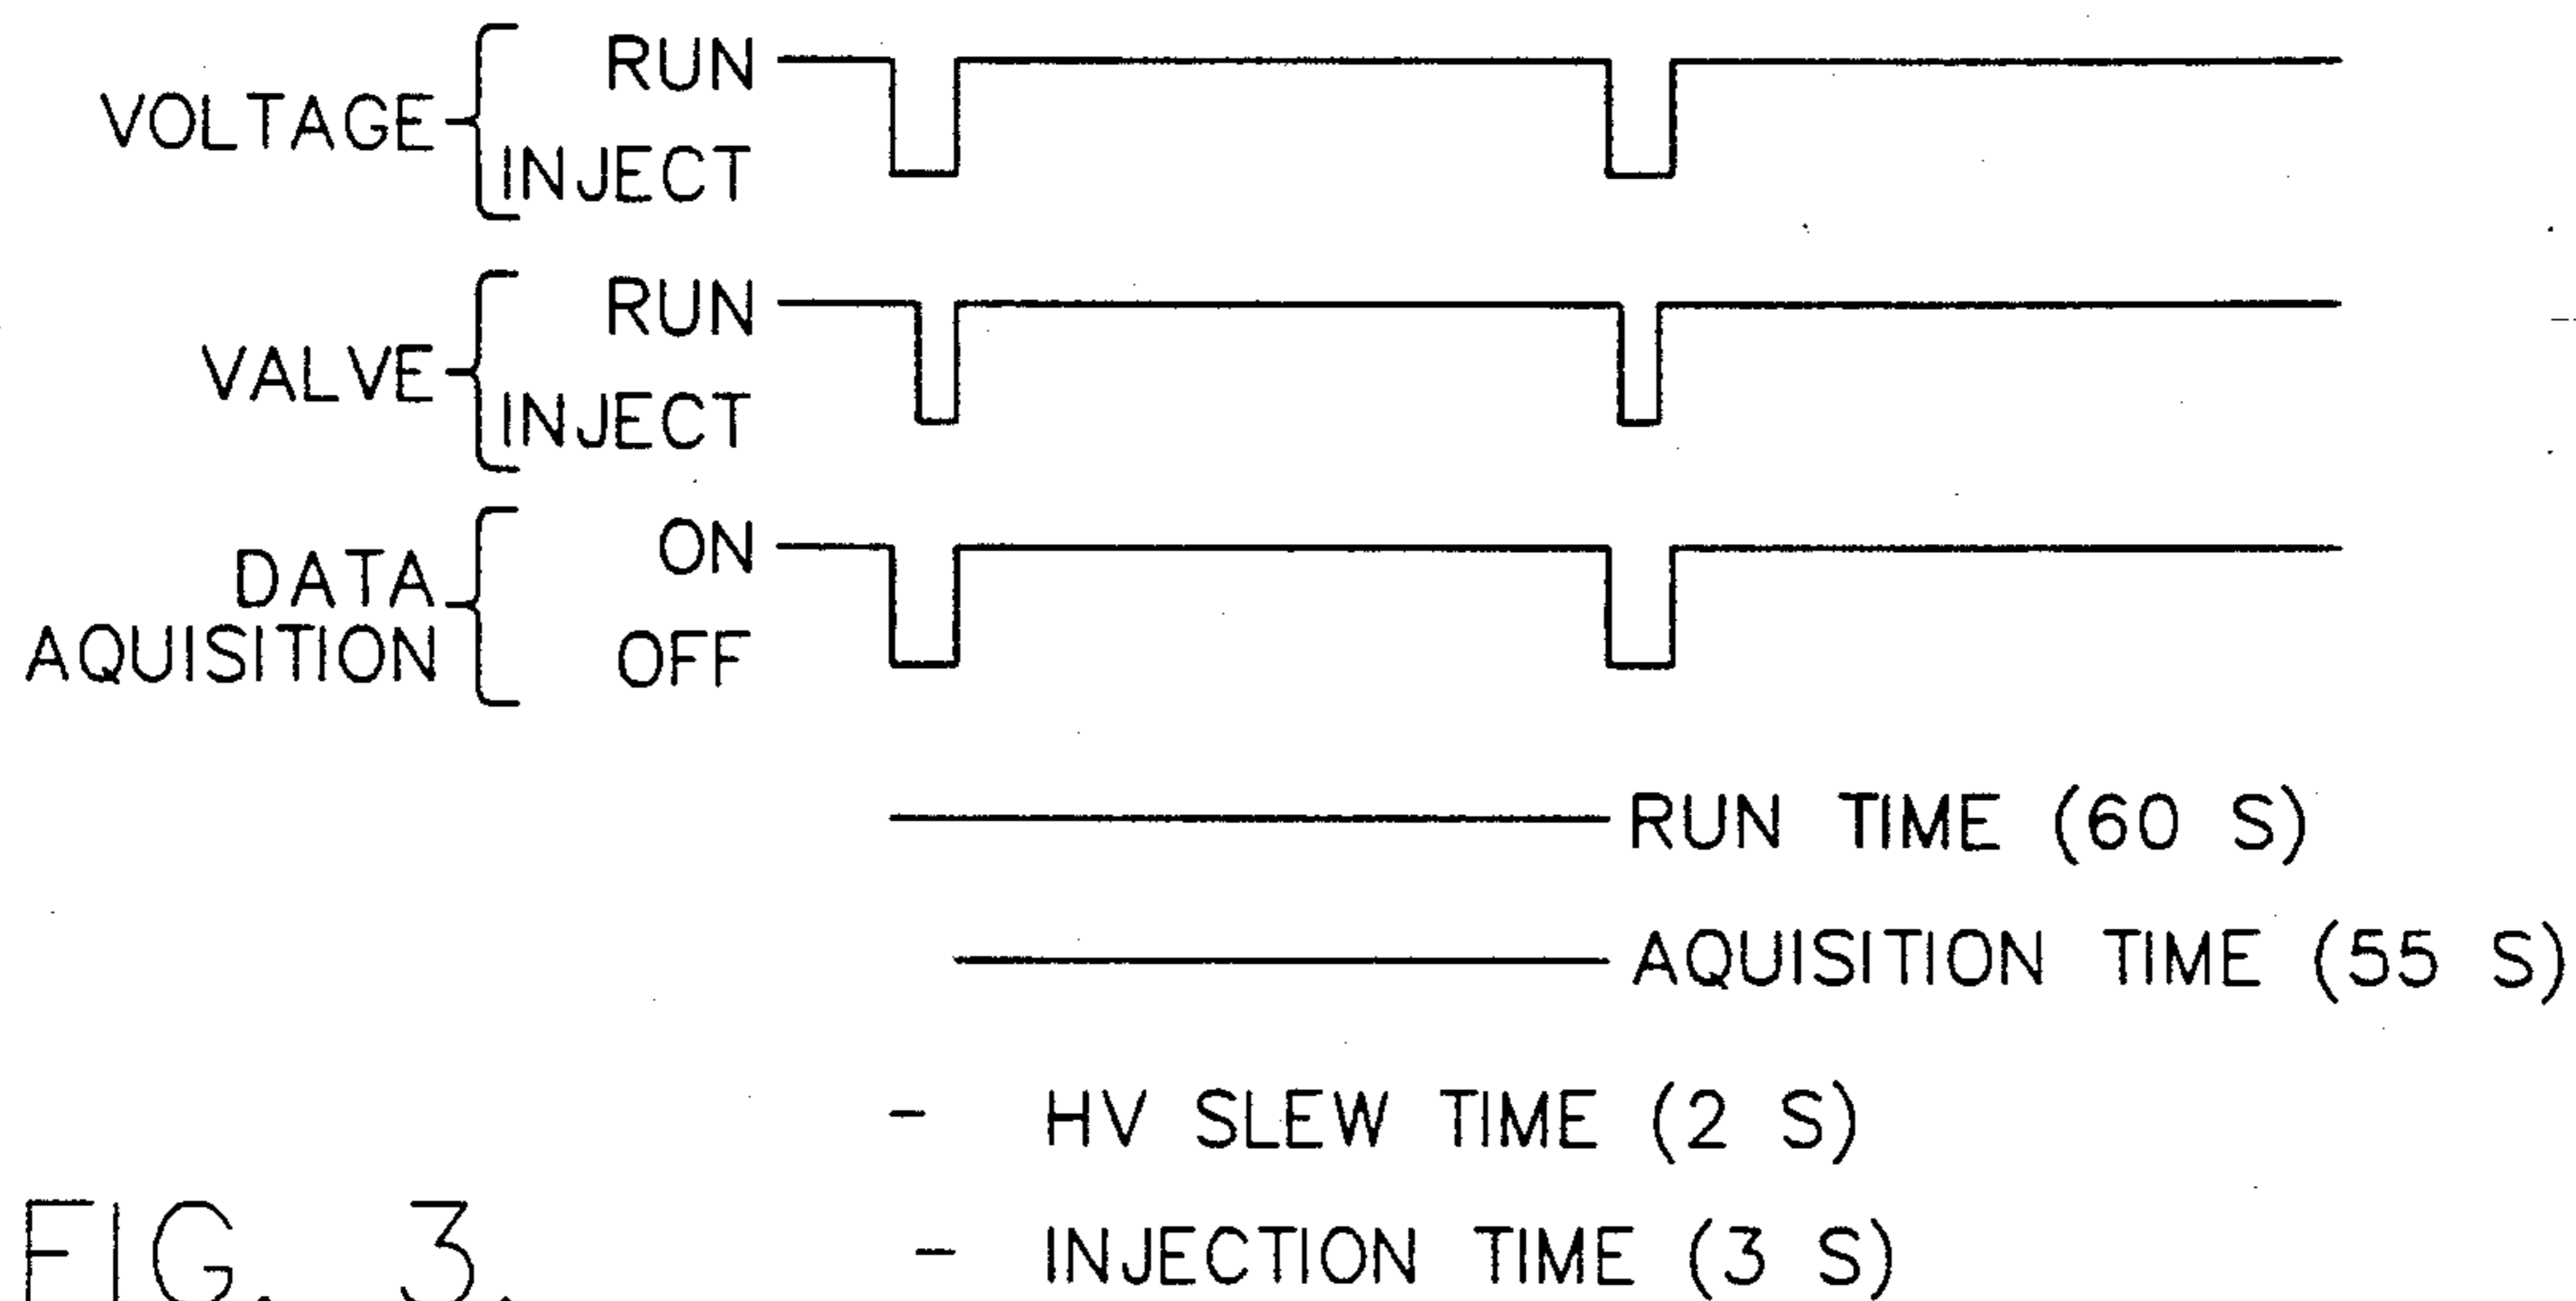 VOLTAGE
RUN
INJECT
VALVE
RUN
INJECT
DATA
AQUISITION
ON
OFF
RUN TIME (60 S)
AQUISITION TIME (55 S)
- HV SLEW TIME (2 S)
- INJECTION TIME (3 S)
FIG. 3.